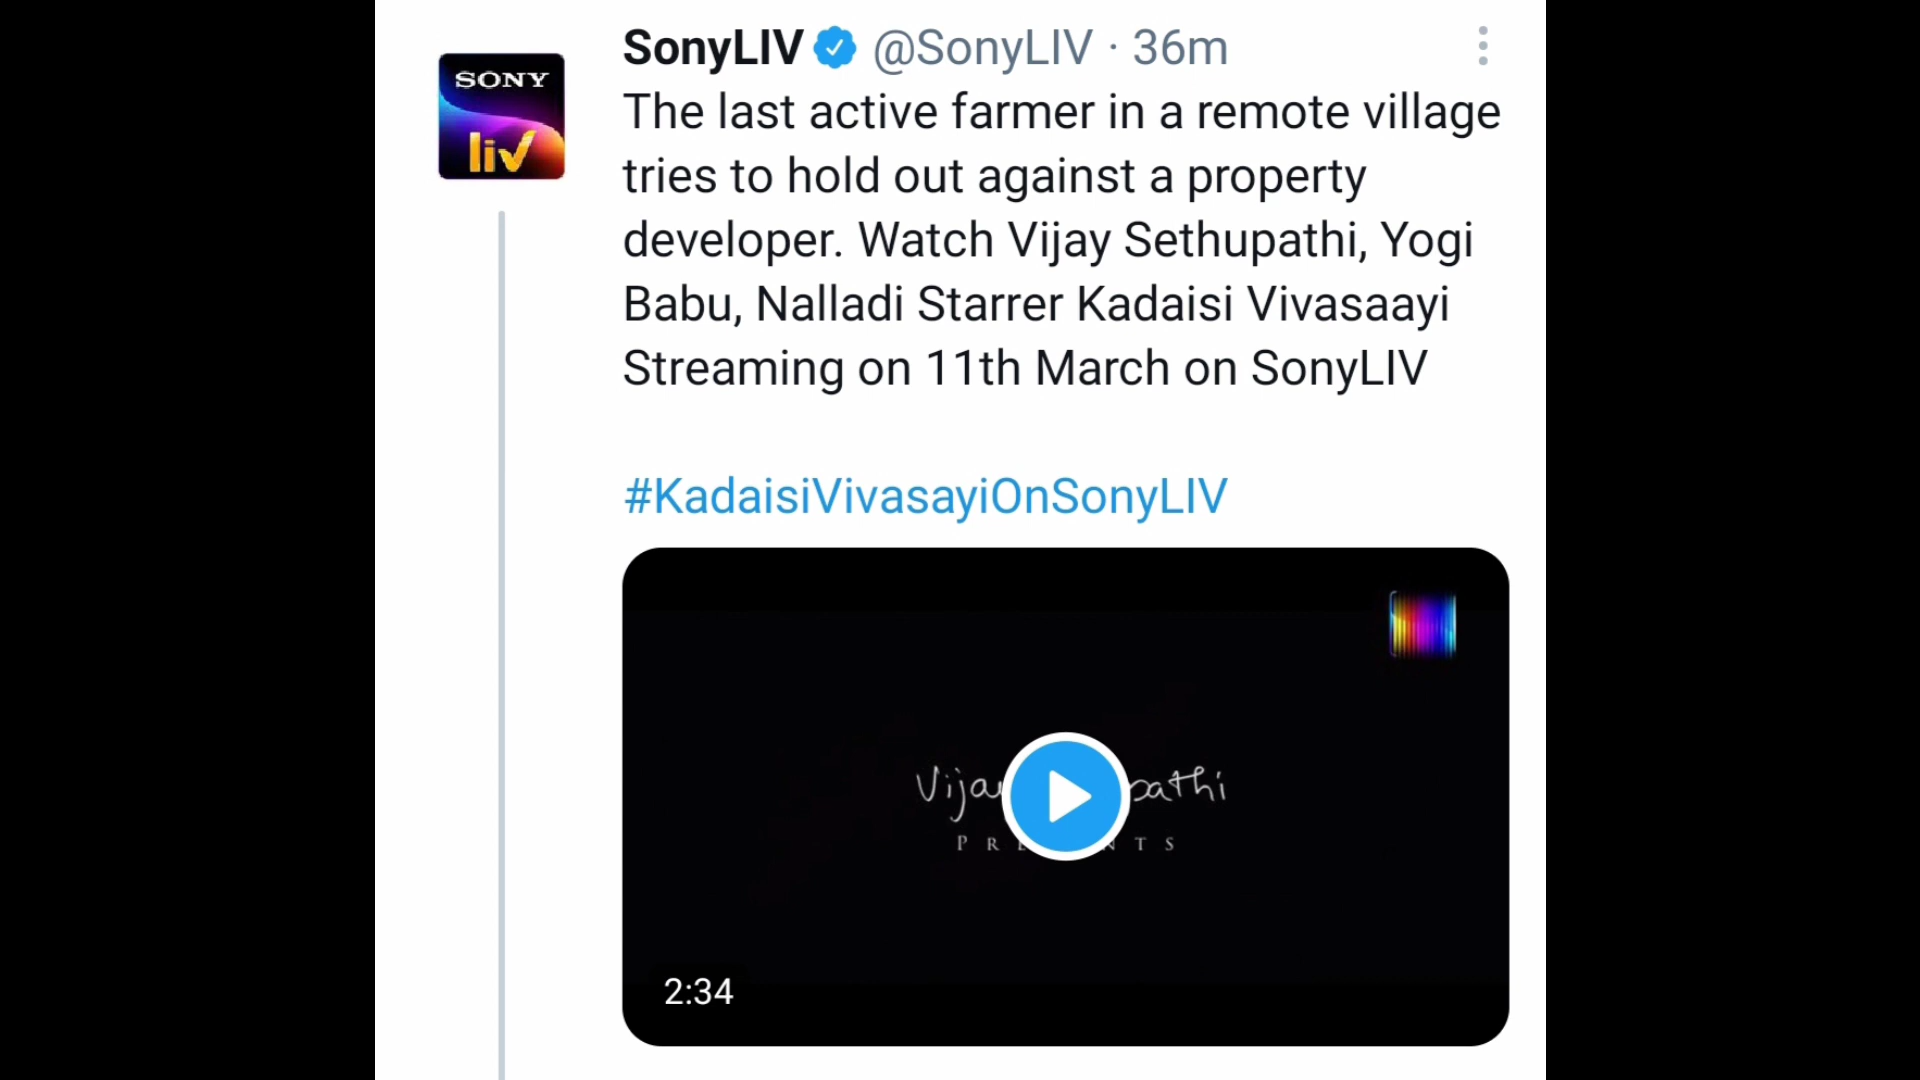 SonyLIV @SonyLIV · 36m
SONY
liv
The last active farmer in a remote village
tries to hold out against a property
developer. Watch Vijay Sethupathi, Yogi
Babu, Nalladi Starrer Kadaisi Vivasaayi
Streaming on 11th March on SonyLIV
#KadaisiVivasayiOnSonyLIV
2:34